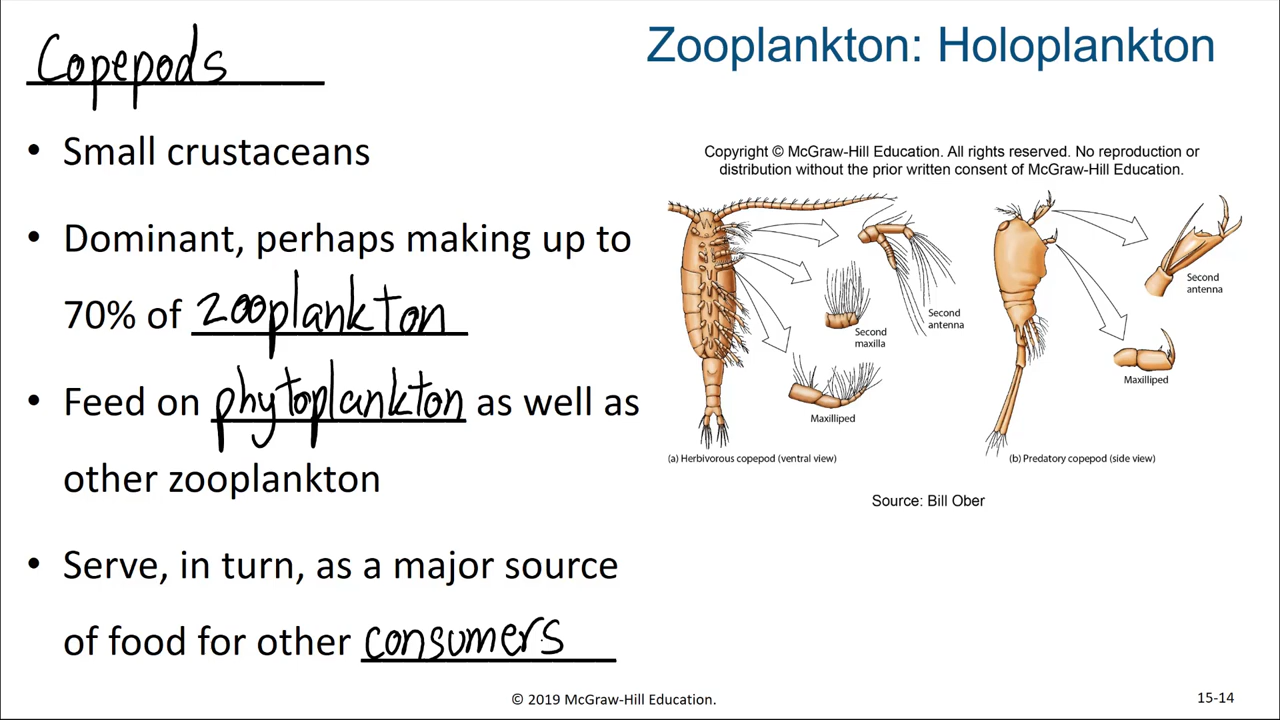 Copepods
Zooplankton: Holoplankton
• Small crustaceans
• Dominant, perhaps making up to
70% of zooplankton
• Feed on phytoplankton as well as
other zooplankton
• Serve, in turn, as a major source
of food for other consumers
Copyright © McGraw-Hill Education. All rights reserved. No reproduction or
distribution without the prior written consent of McGraw-Hill Education.
Second
antenna
Second
maxilla
Maxilliped
(a) Herbivorous copepod (ventral view)
Second
antenna
Maxilliped
(b) Predatory copepod (side view)
Source: Bill Ober
© 2019 McGraw-Hill Education.
15-14